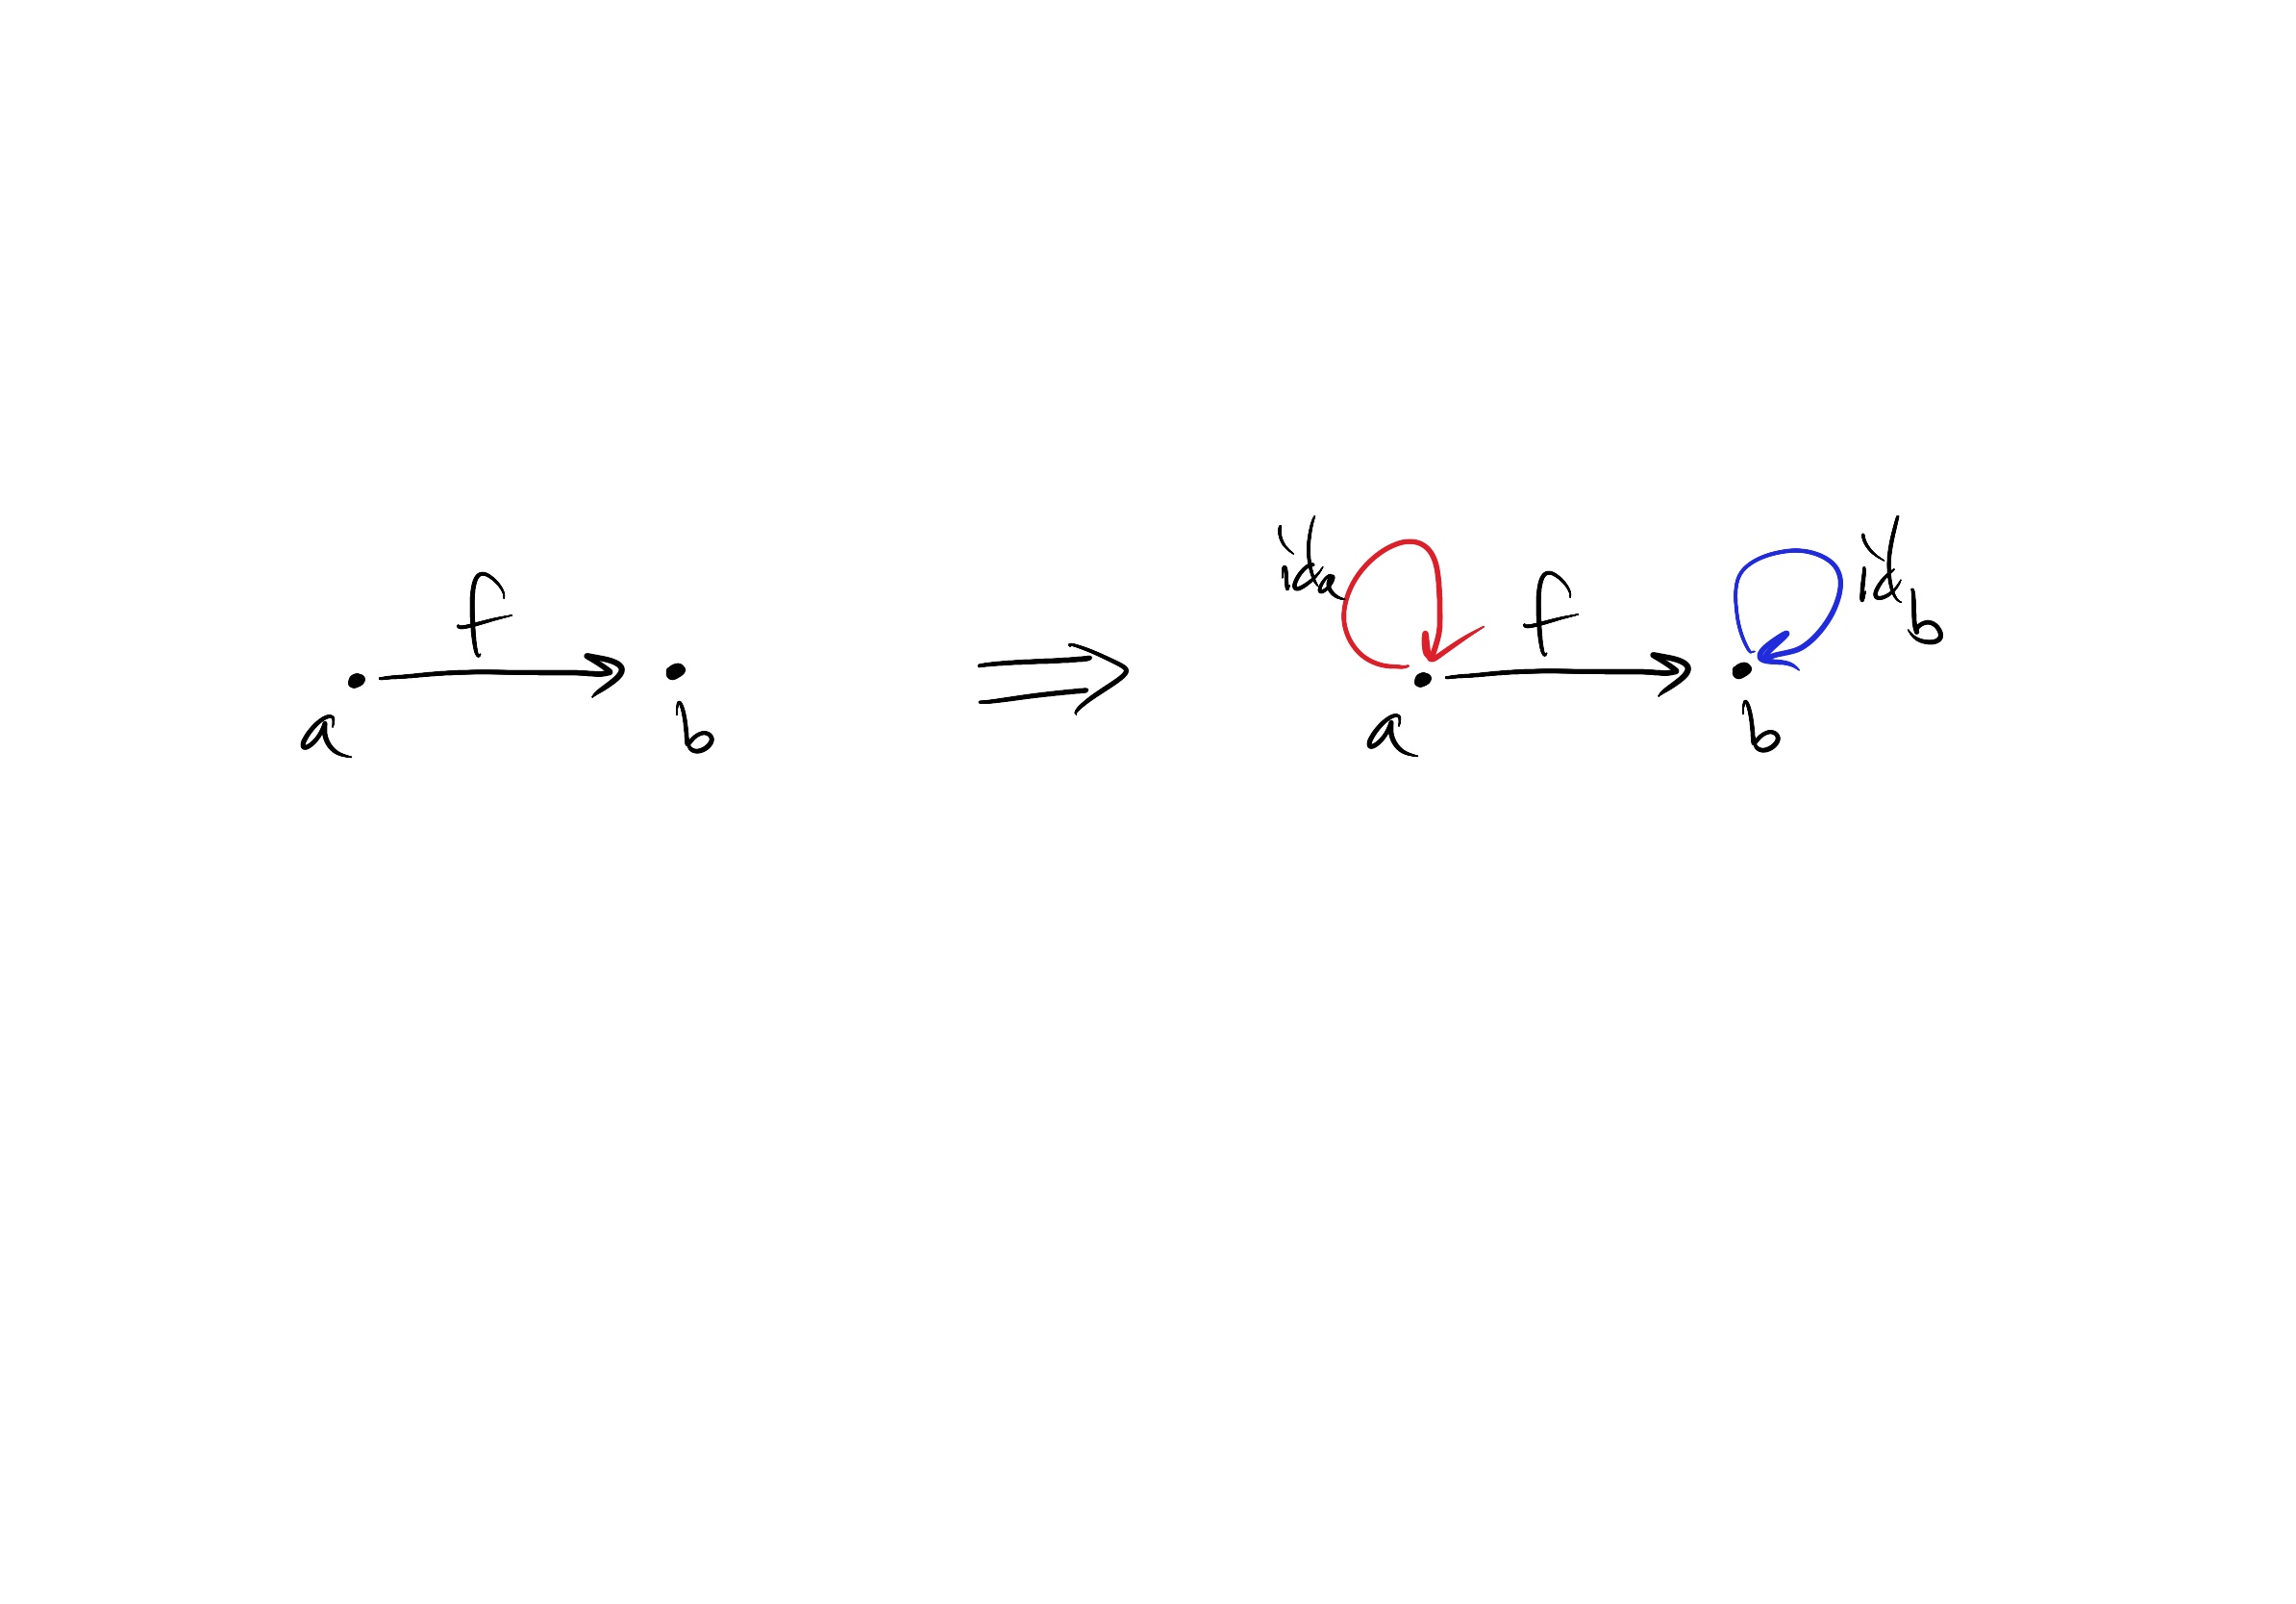 f
a b
⇒
id_a f id_b
a b